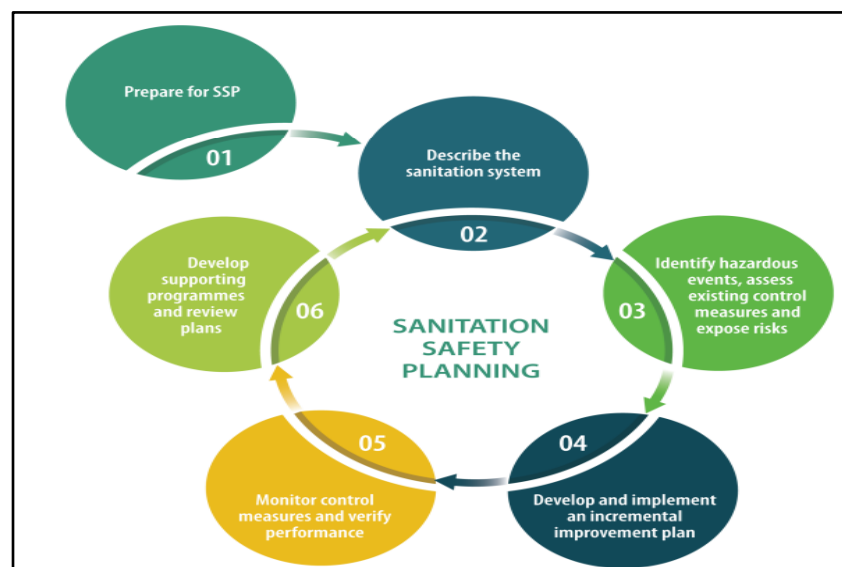 Prepare for SSP
01
Describe the
sanitation system
02
Identify hazardous
events, assess
existing control
measures and
expose risks
03
04
Develop and implement
an incremental
improvement plan
05
Monitor control
measures and verify
performance
Develop
supporting
programmes
and review
plans
06
SANITATION
SAFETY
PLANNING